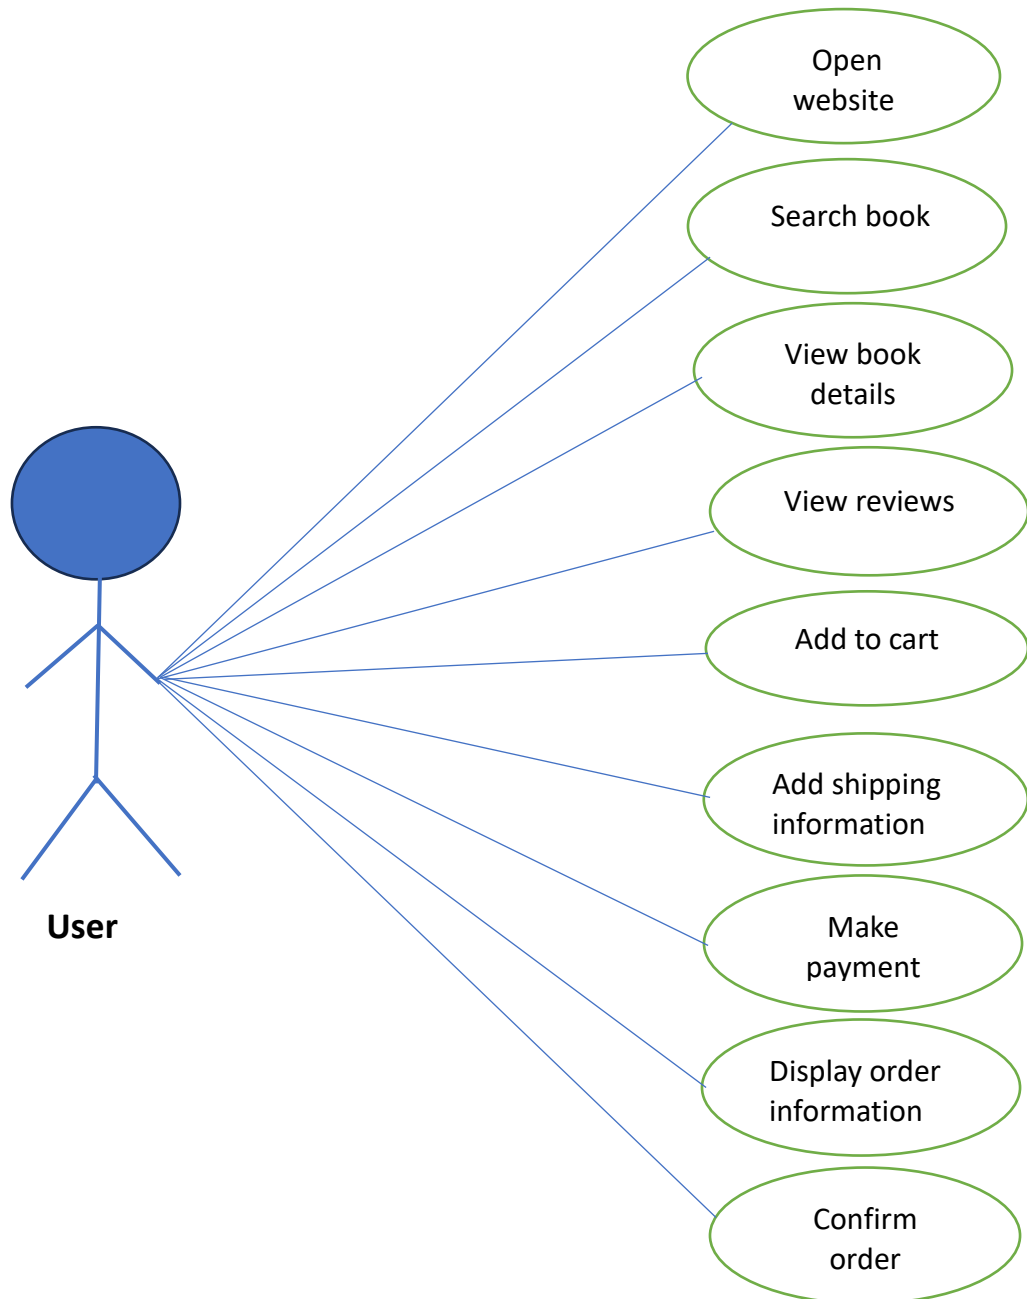 Open
website
Search book
View book
details
View reviews
Add to cart
Add shipping
information
User
Make
payment
Display order
information
Confirm
order